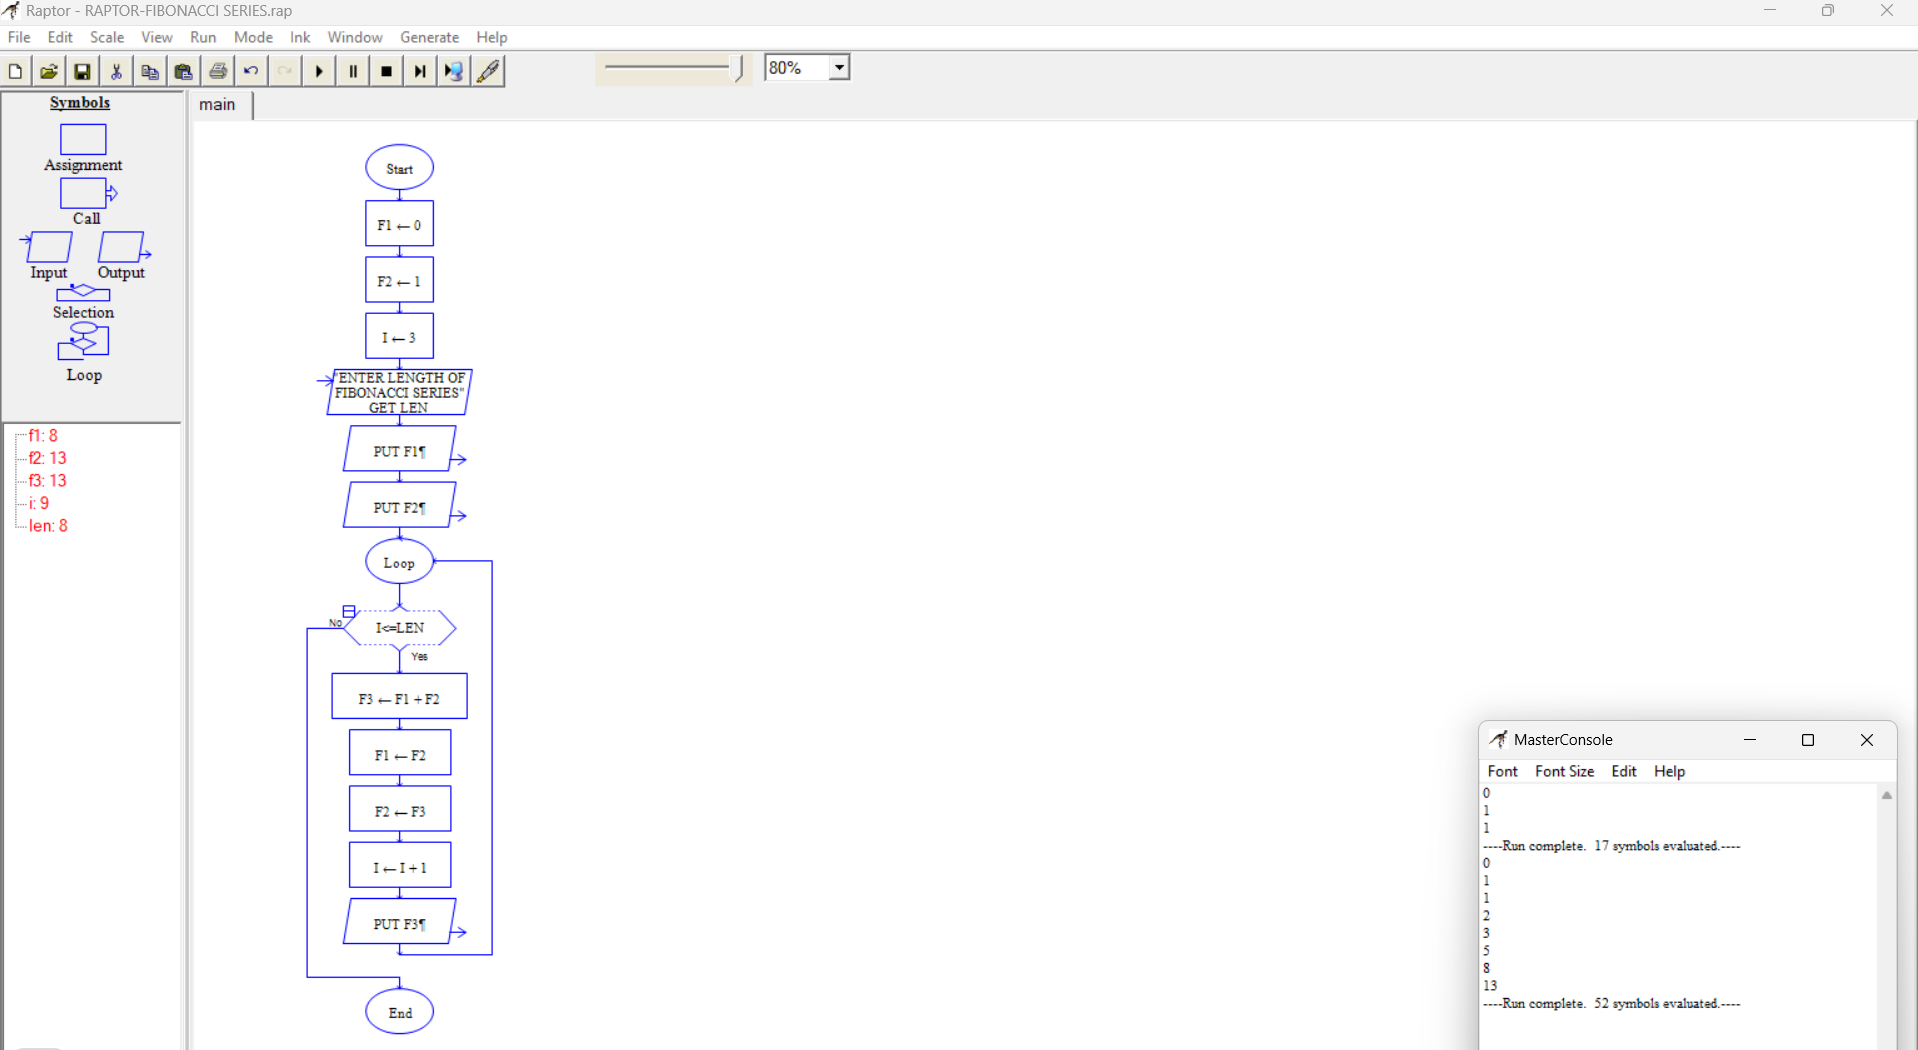 Raptor - RAPTOR-FIBONACCI SERIES.rap
File Edit Scale View Run Mode Ink Window Generate Help
80%
Symbols
Assignment
Call
Input Output
Selection
Loop
f1: 8
f2: 13
f3: 13
i: 9
len: 8
main
Start
F1 ← 0
F2 ← 1
I ← 3
"ENTER LENGTH OF
FIBONACCI SERIES"
GET LEN
PUT F1¶
PUT F2¶
Loop
No
I<=LEN
Yes
F3 ← F1 + F2
F1 ← F2
F2 ← F3
I ← I + 1
PUT F3¶
End
MasterConsole
Font Font Size Edit Help
0
1
1
----Run complete. 17 symbols evaluated.----
0
1
1
2
3
5
8
13
----Run complete. 52 symbols evaluated.----